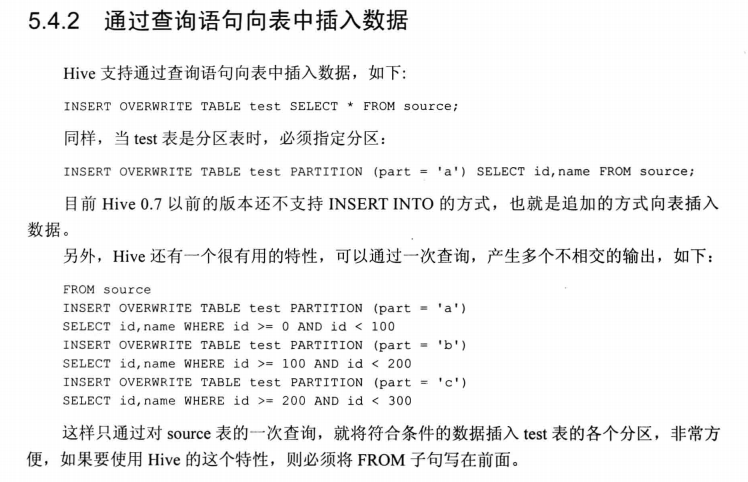 5.4.2 通过查询语句向表中插入数据
Hive 支持通过查询语句向表中插入数据，如下:
INSERT OVERWRITE TABLE test SELECT * FROM source;
同样，当 test 表是分区表时，必须指定分区：
INSERT OVERWRITE TABLE test PARTITION (part = 'a') SELECT id,name FROM source;
目前 Hive 0.7 以前的版本还不支持 INSERT INTO 的方式，也就是追加的方式向表插入
数据。
另外，Hive 还有一个很有用的特性，可以通过一次查询，产生多个不相交的输出，如下：
FROM source
INSERT OVERWRITE TABLE test PARTITION (part = 'a')
SELECT id,name WHERE id >= 0 AND id < 100
INSERT OVERWRITE TABLE test PARTITION (part = 'b')
SELECT id,name WHERE id >= 100 AND id < 200
INSERT OVERWRITE TABLE test PARTITION (part = 'c')
SELECT id,name WHERE id >= 200 AND id < 300
这样只通过对 source 表的一次查询，就将符合条件的数据插入 test 表的各个分区，非常方
便，如果要使用 Hive 的这个特性，则必须将 FROM 子句写在前面。